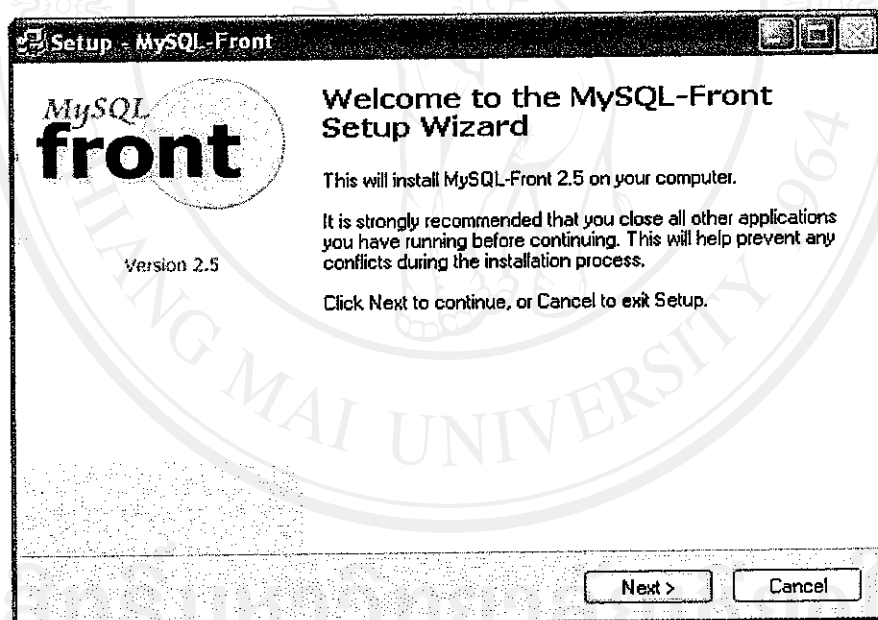 Setup - MySQL-Front
MySQL
front
Version 2.5
Welcome to the MySQL-Front
Setup Wizard
This will install MySQL-Front 2.5 on your computer.
It is strongly recommended that you close all other applications
you have running before continuing. This will help prevent any
conflicts during the installation process.
Click Next to continue, or Cancel to exit Setup.
Next >
Cancel
MAI UNIVERSITY 1964